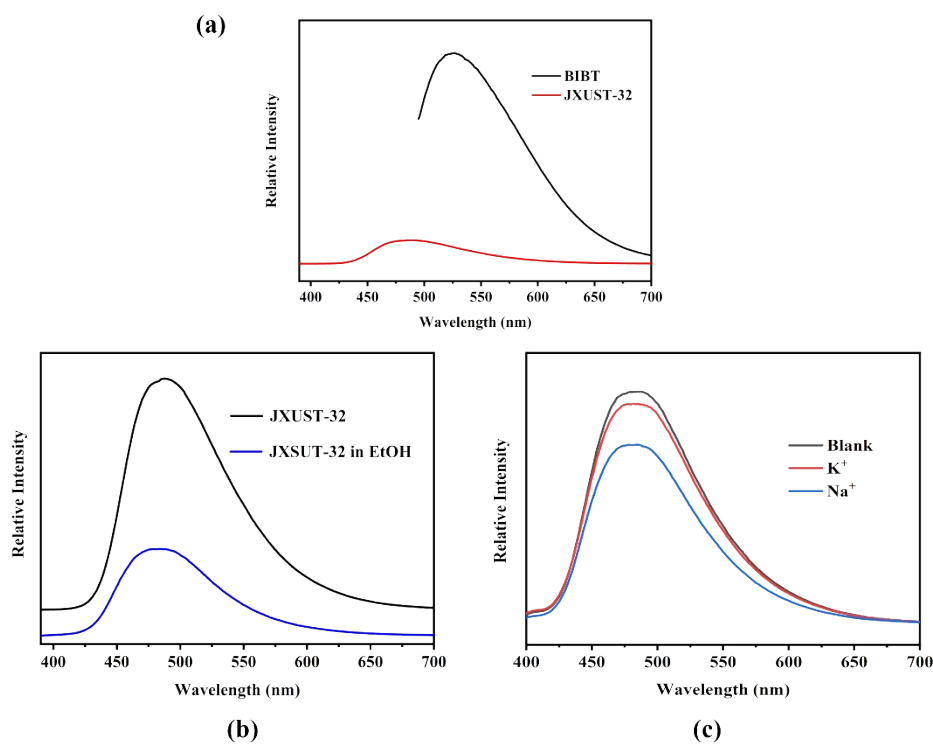 (a)
Relative Intensity
BIBT
JXUST-32
400 450 500 550 600 650 700
Wavelength (nm)
Relative Intensity
JXUST-32
JXSUT-32 in EtOH
400 450 500 550 600 650 700
Wavelength (nm)
(b)
Relative Intensity
Blank
K⁺
Na⁺
400 450 500 550 600 650 700
Wavelength (nm)
(c)